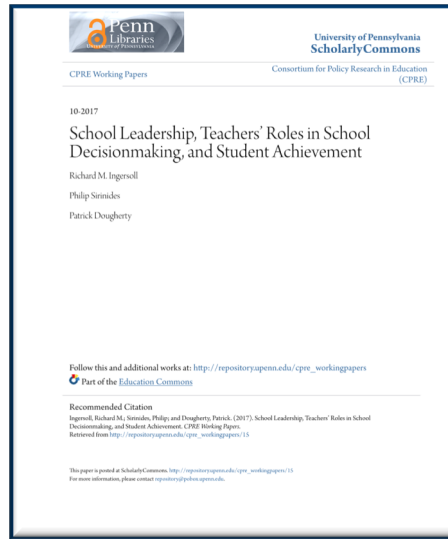 Penn
Libraries
UNIVERSITY OF PENNSYLVANIA
University of Pennsylvania
ScholarlyCommons
CPRE Working Papers
Consortium for Policy Research in Education
(CPRE)
10-2017
School Leadership, Teachers' Roles in School
Decisionmaking, and Student Achievement
Richard M. Ingersoll
Philip Sirinides
Patrick Dougherty
Follow this and additional works at: http://repository.upenn.edu/cpre_workingpapers
Part of the Education Commons
Recommended Citation
Ingersoll, Richard M.; Sirinides, Philip; and Dougherty, Patrick. (2017). School Leadership, Teachers' Roles in School
Decisionmaking, and Student Achievement. CPRE Working Papers.
Retrieved from http://repository.upenn.edu/cpre_workingpapers/15
This paper is posted at ScholarlyCommons. http://repository.upenn.edu/cpre_workingpapers/15
For more information, please contact repository@pobox.upenn.edu.